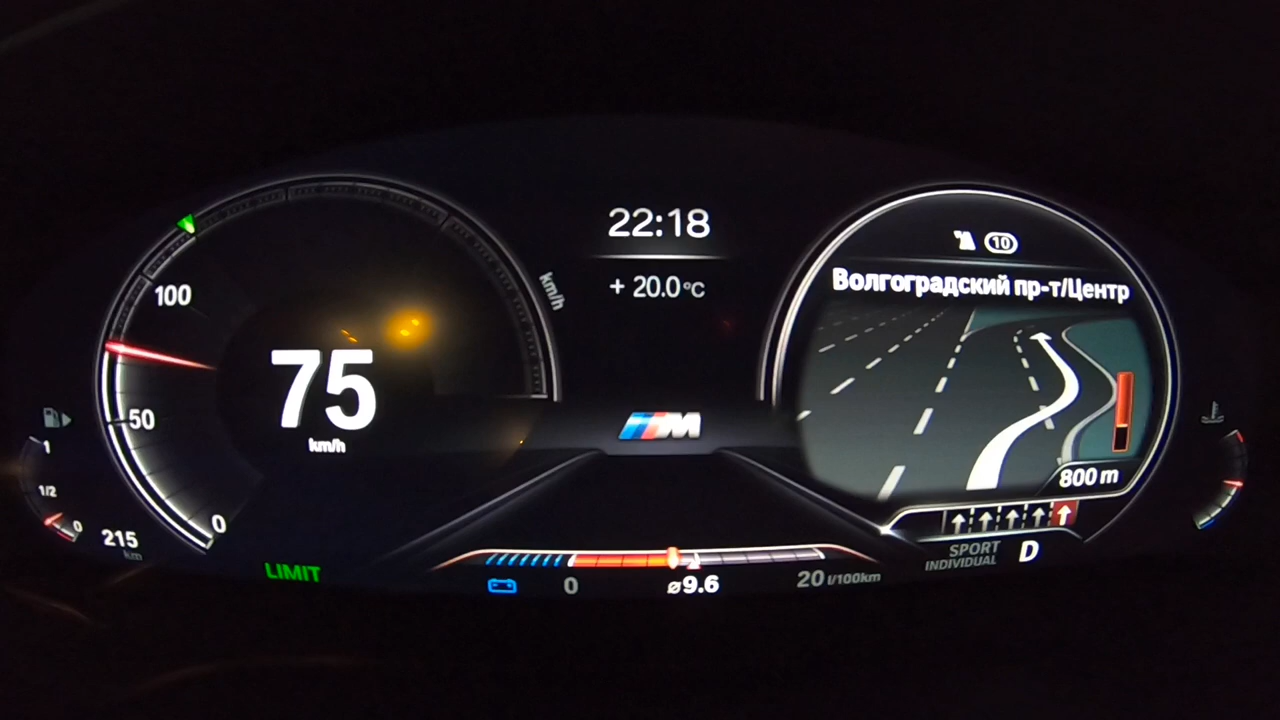 22:18
+ 20.0°C
km/h
100
50
0
75
km/h
1
1/2
0
215
km
LIMIT
M
0
⌀9.6
20 l/100km
10
Волгоградский пр-т/Центр
800 m
SPORT
INDIVIDUAL
D